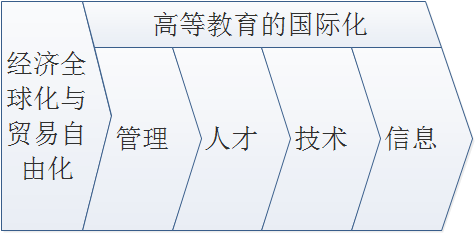 高等教育的国际化
经济全
球化与
贸易自
由化
管理
人才
技术
信息